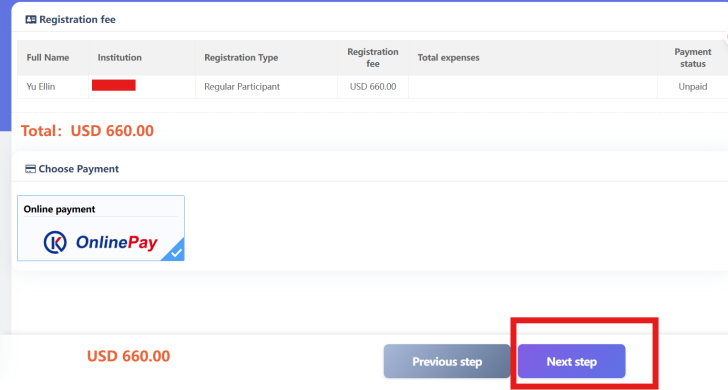 Registration fee
Full Name Institution Registration Type Registration fee Total expenses Payment status
Yu Ellin Regular Participant USD 660.00 Unpaid
Total: USD 660.00
Choose Payment
Online payment
OnlinePay
USD 660.00 Previous step Next step